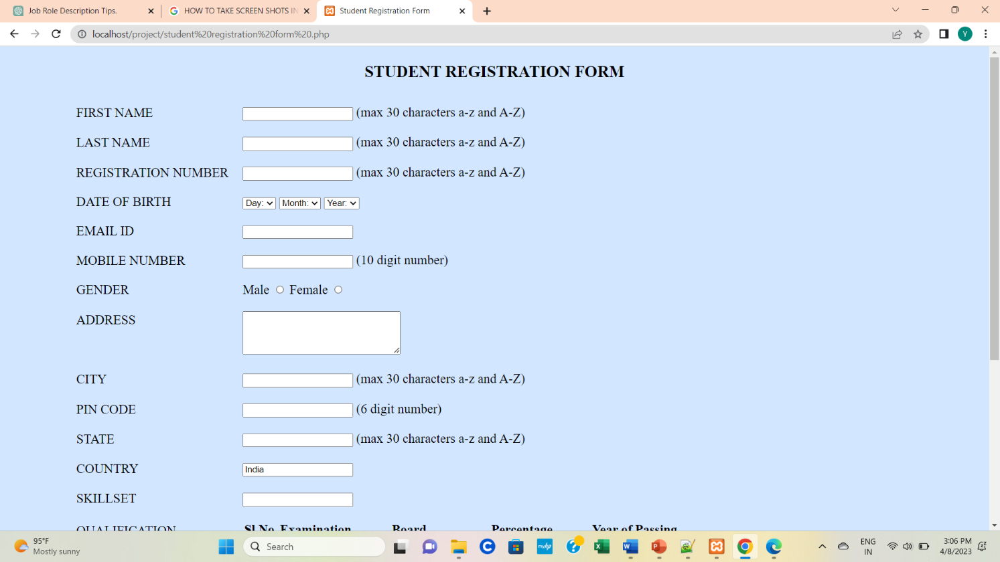 Job Role Description Tips.
HOW TO TAKE SCREEN SHOTS IN
Student Registration Form
localhost/project/student%20registration%20form%20.php
Y
STUDENT REGISTRATION FORM
FIRST NAME (max 30 characters a-z and A-Z)
LAST NAME (max 30 characters a-z and A-Z)
REGISTRATION NUMBER (max 30 characters a-z and A-Z)
DATE OF BIRTH Day: Month: Year:
EMAIL ID
MOBILE NUMBER (10 digit number)
GENDER Male Female
ADDRESS
CITY (max 30 characters a-z and A-Z)
PIN CODE (6 digit number)
STATE (max 30 characters a-z and A-Z)
COUNTRY India
SKILLSET
QUALIFICATION Sl.No. Examination Board Percentage Year of Passing
95°F
Mostly sunny
Search
myhp
ENG
IN
3:06 PM
4/8/2023